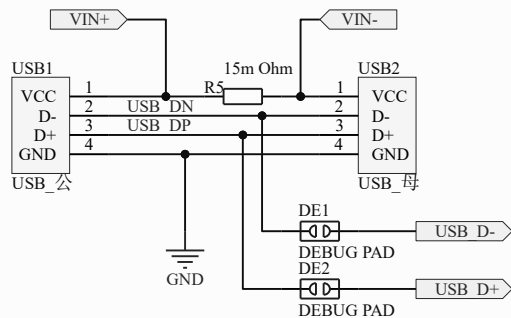 VIN+
VIN-
USB1
15m Ohm
USB2
VCC
1
R5
1
VCC
D-
2
USB_DN
2
D-
D+
3
USB_DP
3
D+
GND
4
4
GND
USB_公
USB_母
DE1
USB_D-
DEBUG PAD
GND
DE2
USB_D+
DEBUG PAD